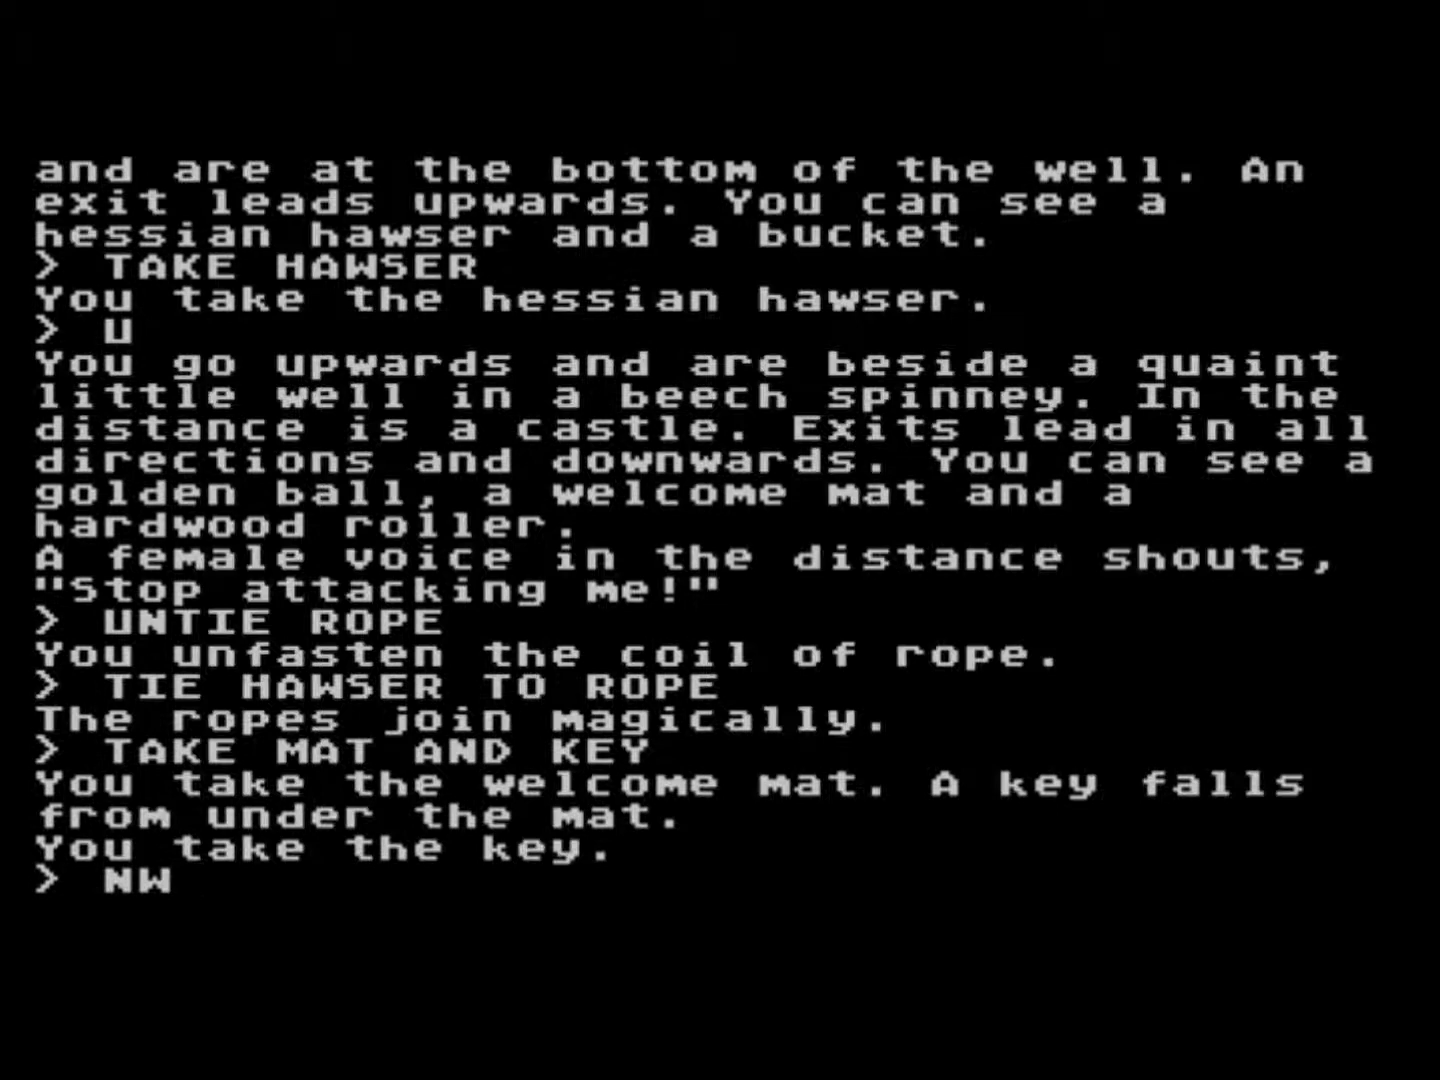 and are at the bottom of the well. An
exit leads upwards. You can see a
hessian hawser and a bucket.
> TAKE HAWSER
You take the hessian hawser.
> U
You go upwards and are beside a quaint
little well in a beech spinney. In the
distance is a castle. Exits lead in all
directions and downwards. You can see a
golden ball, a welcome mat and a
hardwood roller.
A female voice in the distance shouts,
"Stop attacking me!"
> UNTIE ROPE
You unfasten the coil of rope.
> TIE HAWSER TO ROPE
The ropes join magically.
> TAKE MAT AND KEY
You take the welcome mat. A key falls
from under the mat.
You take the key.
> NW